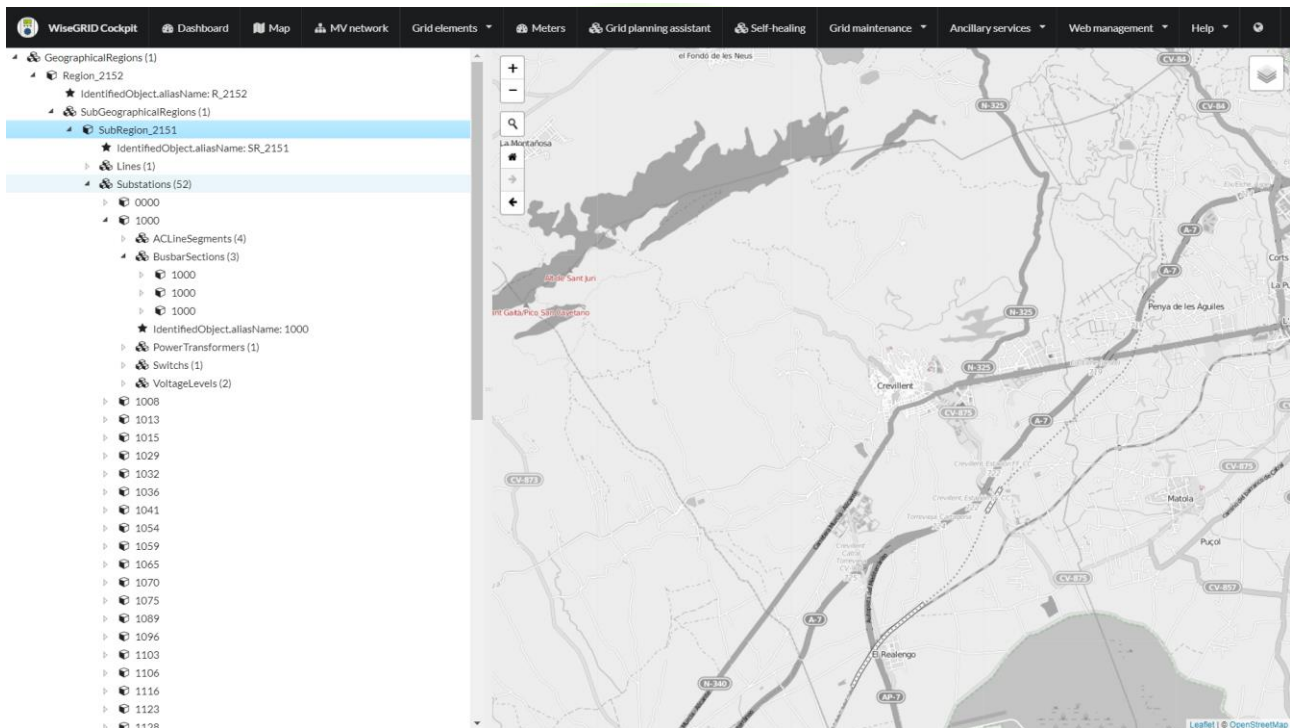 WiseGRID Cockpit Dashboard Map MV network Grid elements Meters Grid planning assistant Self-healing Grid maintenance Ancillary services Web management Help
GeographicalRegions (1)
Region_2152
IdentifiedObject.aliasName: R_2152
SubGeographicalRegions (1)
SubRegion_2151
IdentifiedObject.aliasName: SR_2151
Lines (1)
Substations (52)
0000
1000
ACLineSegments (4)
BusbarSections (3)
1000
1000
1000
IdentifiedObject.aliasName: 1000
PowerTransformers (1)
Switchs (1)
VoltageLevels (2)
1008
1013
1015
1029
1032
1036
1041
1054
1059
1065
1070
1075
1089
1096
1103
1106
1116
1123
1128
+
−
el Fondó de les Neus
CV-84
N-325
CV-84
La Montañosa
A-7
A-7
Corts
Penya de les Àguiles
N-325
N-325
Crevillent
CV-875
A-7
CV-873
CV-875
Matola
Puçol
CV-875
CV-857
A-7
El Realengo
N-340
AP-7
Leaflet | © OpenStreetMap